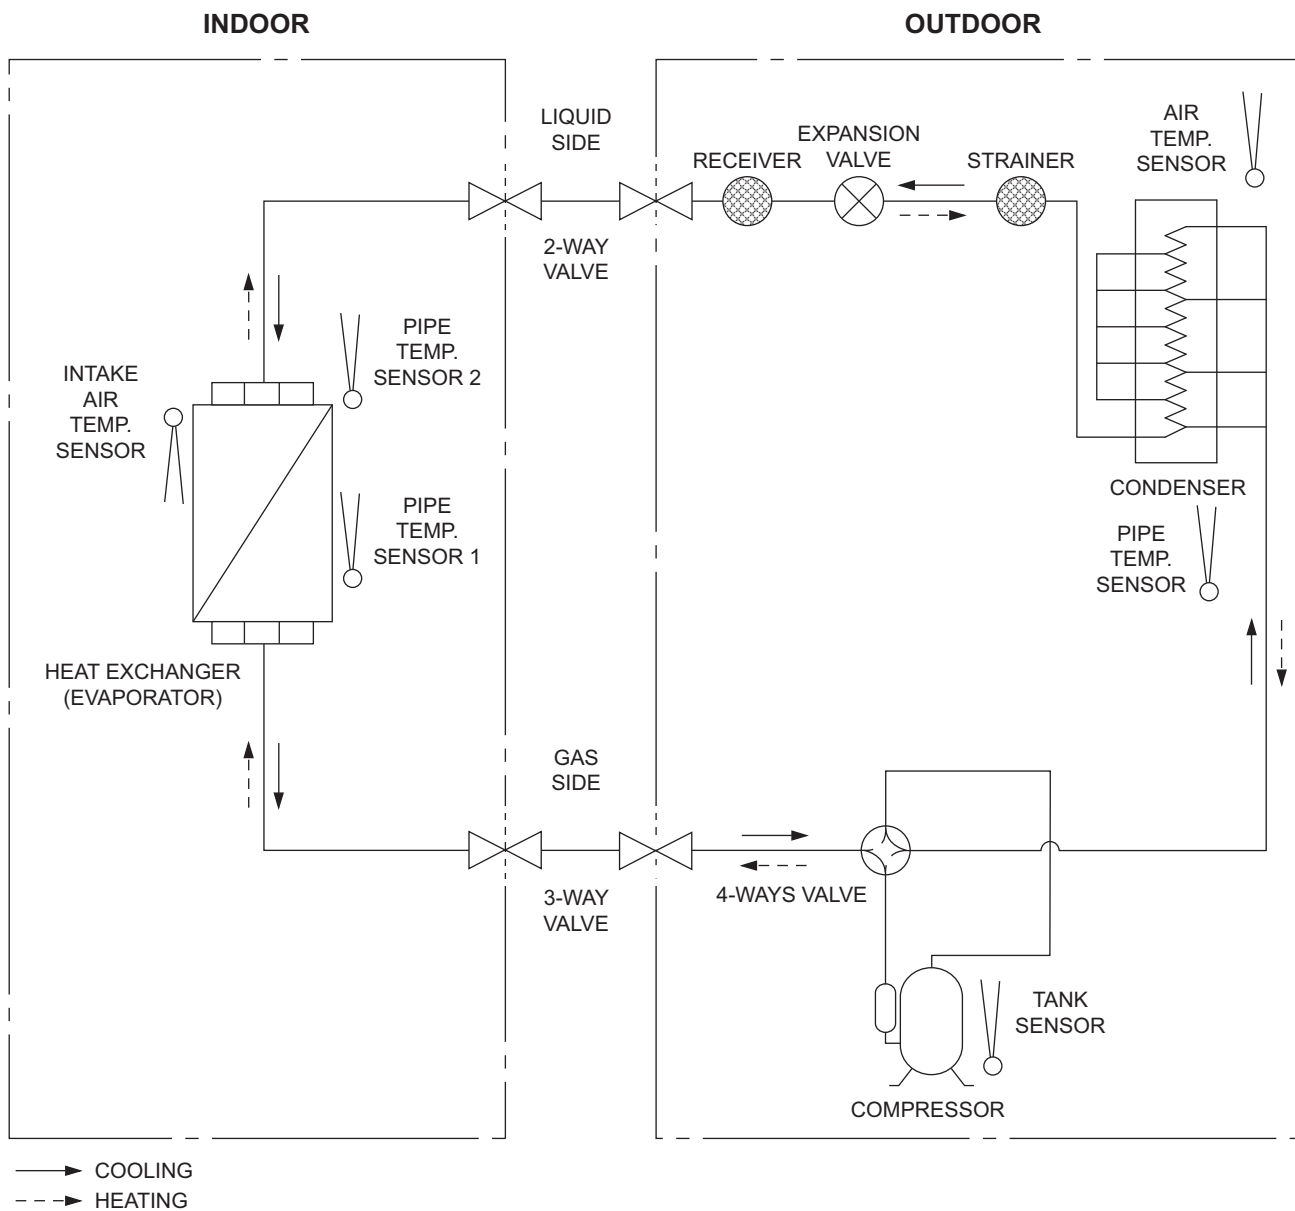 INDOOR
OUTDOOR
LIQUID
SIDE
2-WAY
VALVE
RECEIVER
EXPANSION
VALVE
STRAINER
AIR
TEMP.
SENSOR
INTAKE
AIR
TEMP.
SENSOR
PIPE
TEMP.
SENSOR 2
PIPE
TEMP.
SENSOR 1
CONDENSER
PIPE
TEMP.
SENSOR
HEAT EXCHANGER
(EVAPORATOR)
GAS
SIDE
3-WAY
VALVE
4-WAYS VALVE
TANK
SENSOR
COMPRESSOR
COOLING
HEATING